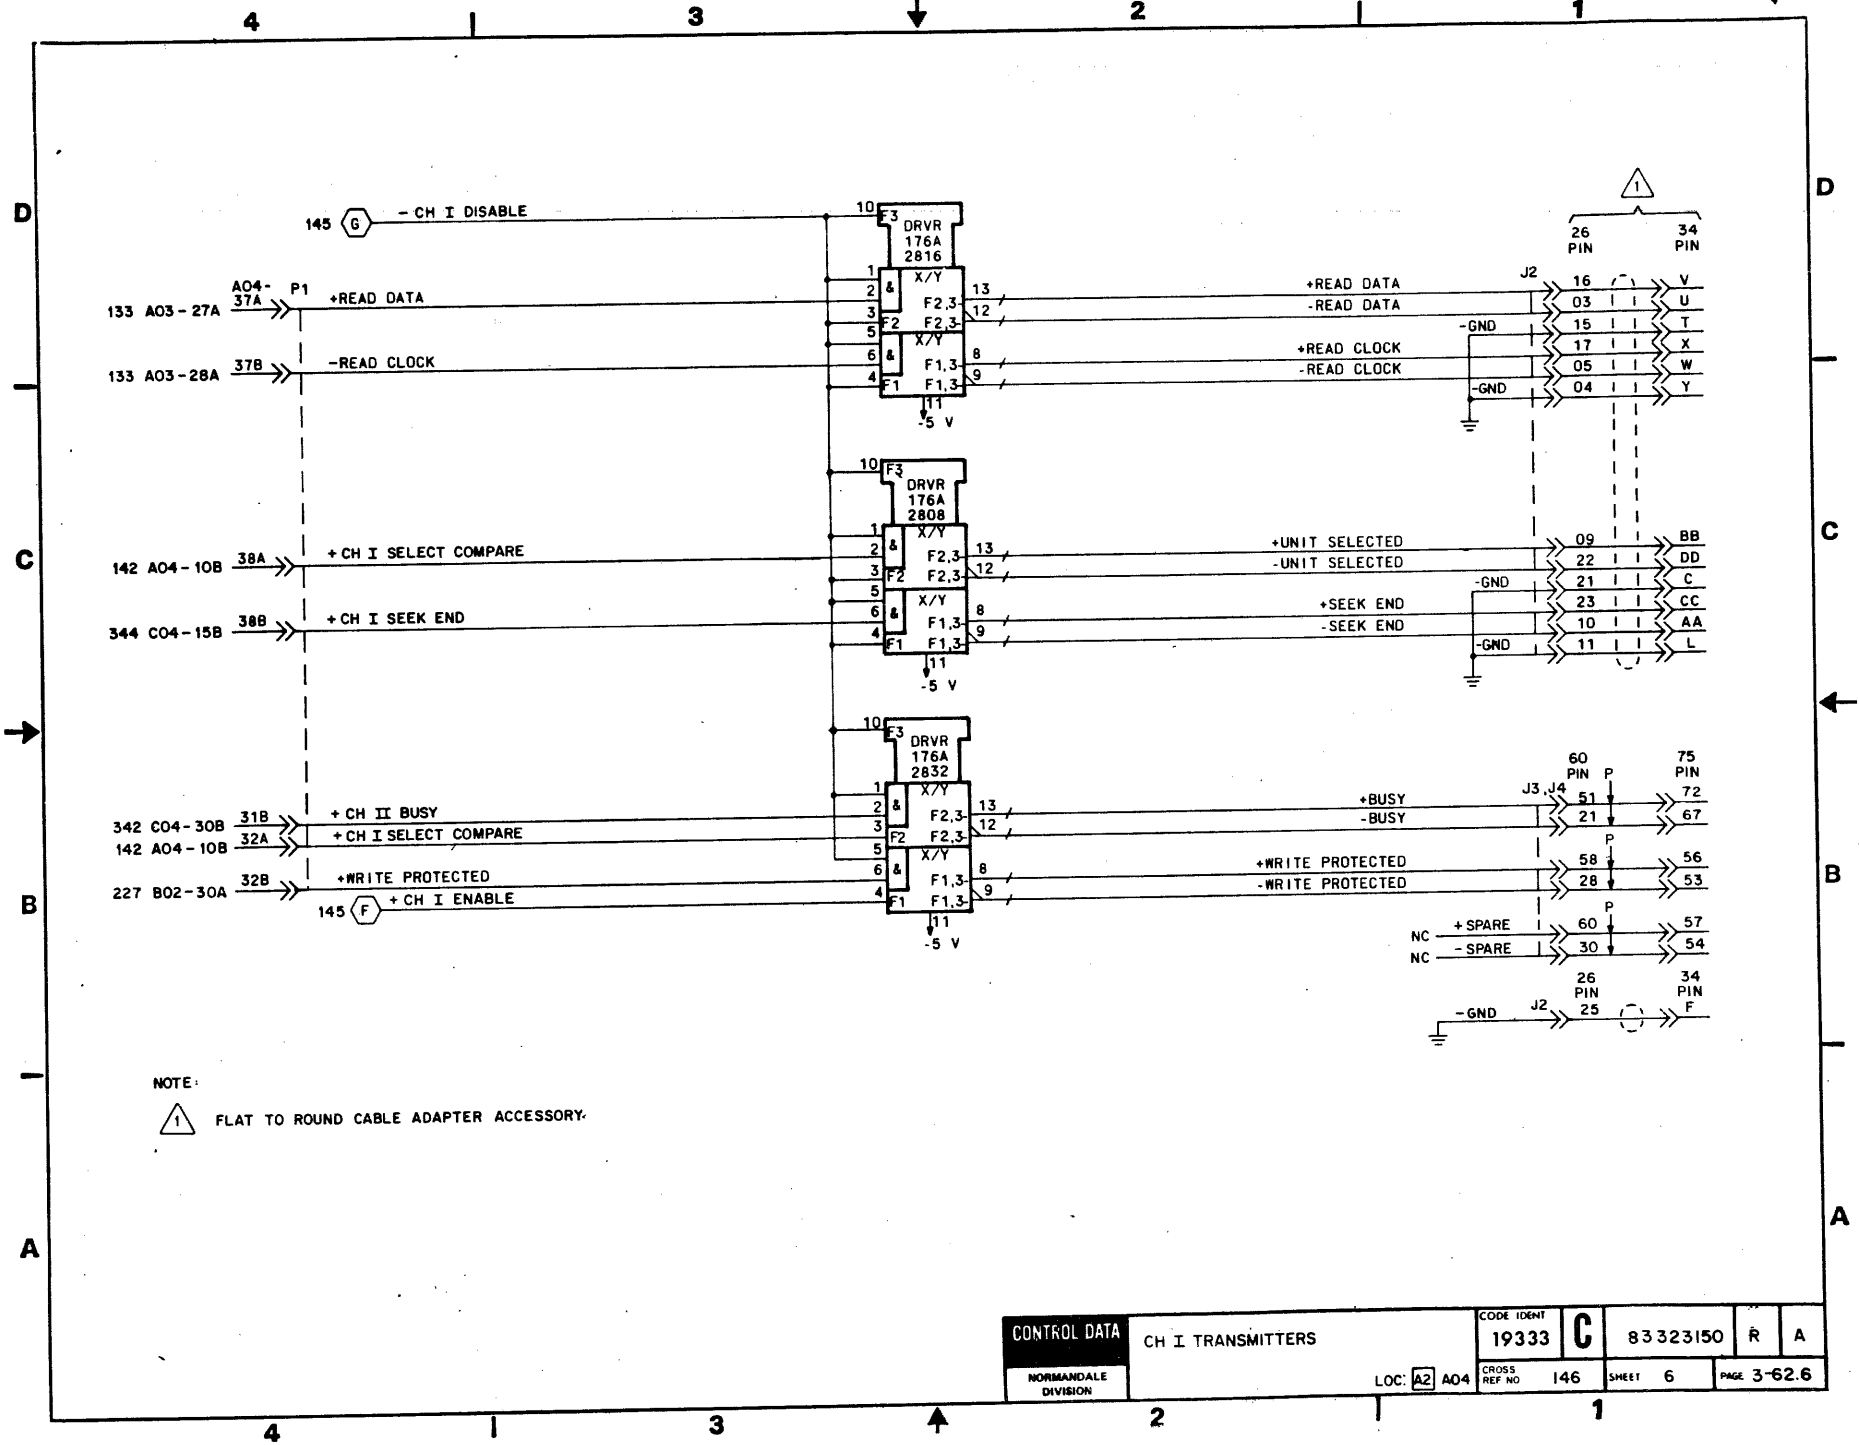 4 3 2 1
D D
145 G - CH I DISABLE
10 F3
DRVR
176A
2816
1
26 PIN 34 PIN
133 A03-27A A04-37A P1 +READ DATA
1 2 3 & X/Y F2 F2,3 F2,3 13 12
+READ DATA J2 16 V
-READ DATA 03 U
-GND 15 T
133 A03-28A 37B -READ CLOCK
5 6 4 & X/Y F1 F1,3 F1,3 8 9
+READ CLOCK 17 X
-READ CLOCK 05 W
-GND 04 Y
11
-5 V
C C
10 F3
DRVR
176A
2808
142 A04-10B 38A + CH I SELECT COMPARE
1 2 3 & X/Y F2 F2,3 F2,3 13 12
+UNIT SELECTED 09 BB
-UNIT SELECTED 22 DD
-GND 21 C
344 C04-15B 38B + CH I SEEK END
5 6 4 & X/Y F1 F1,3 F1,3 8 9
+SEEK END 23 CC
-SEEK END 10 AA
-GND 11 L
11
-5 V
10 F3
DRVR
176A
2832
60 PIN P 75 PIN
342 C04-30B 31B + CH II BUSY
142 A04-10B 32A + CH I SELECT COMPARE
1 2 3 & X/Y F2 F2,3 F2,3 13 12
+BUSY J3,J4 51 72
-BUSY 21 67
P
B B
227 B02-30A 32B +WRITE PROTECTED
145 F + CH I ENABLE
5 6 4 & X/Y F1 F1,3 F1,3 8 9
+WRITE PROTECTED 58 56
-WRITE PROTECTED 28 53
11
-5 V
P
NC + SPARE 60 57
NC - SPARE 30 54
26 PIN 34 PIN
-GND J2 25 F
NOTE:
1 FLAT TO ROUND CABLE ADAPTER ACCESSORY.
A A
CONTROL DATA
NORMANDALE
DIVISION
CH I TRANSMITTERS
LOC: A2 A04
CODE IDENT
19333 C 83323150 R A
CROSS
REF NO 146 SHEET 6 PAGE 3-62.6
4 3 2 1